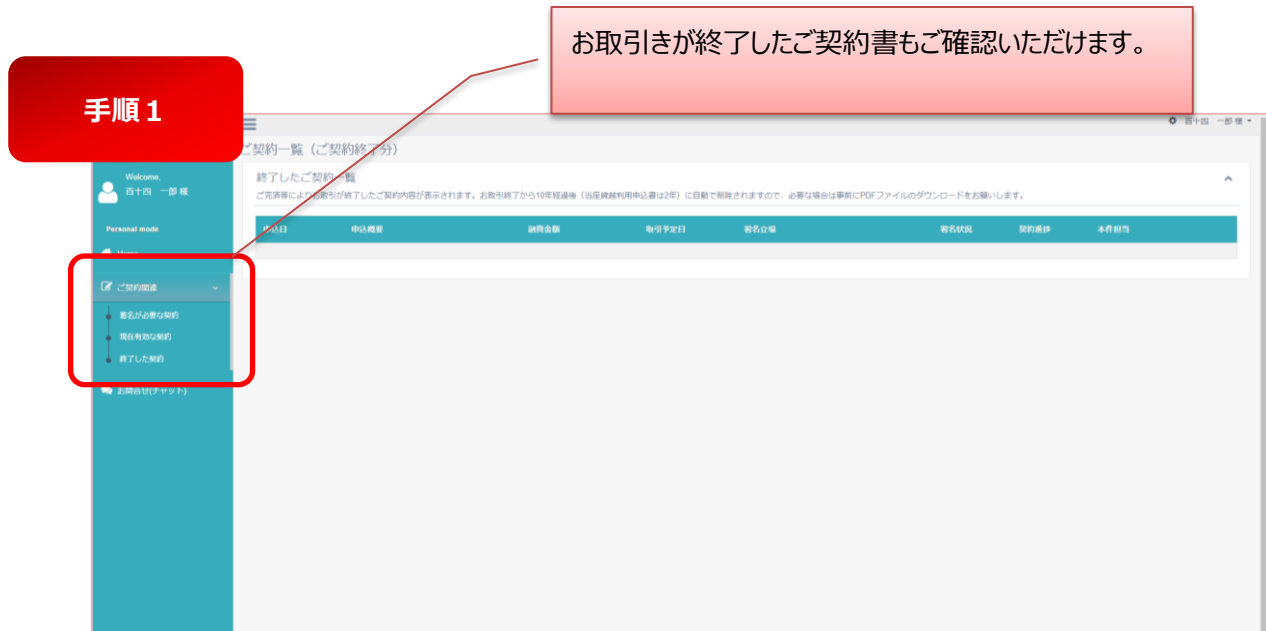 お取引きが終了したご契約書もご確認いただけます。
手順１
百十四 一郎 様
ご契約一覧（ご契約終了分）
Welcome,
百十四 一郎 様
終了したご契約一覧
ご完済等によりお取引が終了したご契約内容が表示されます。お取引終了から10年経過後（当座貸越利用申込書は2年）に自動で削除されますので、必要な場合は事前にPDFファイルのダウンロードをお願いします。
Personal mode
申込日 申込概要 融資金額 取引予定日 署名立場 署名状況 契約進捗 本件担当
Home
ご契約関連
署名が必要な契約
現在有効な契約
終了した契約
お問合せ(チャット)